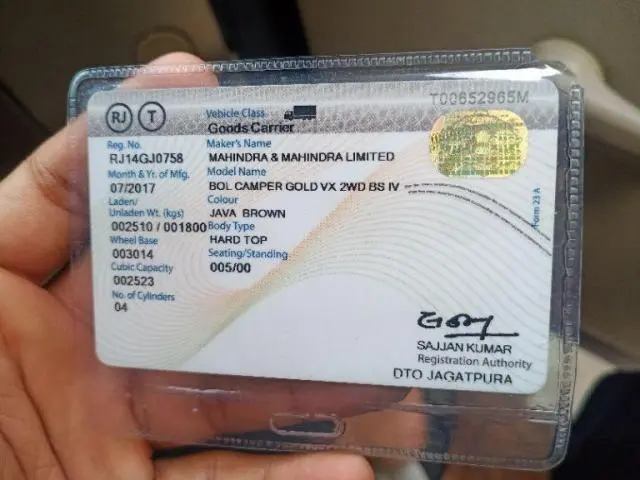 T00652965M
RJ T
Vehicle Class
Goods Carrier
Reg. No.
RJ14GJ0758
Maker's Name
MAHINDRA & MAHINDRA LIMITED
Month & Yr. of Mfg.
07/2017
Model Name
BOL CAMPER GOLD VX 2WD BS IV
Laden/
Unladen Wt. (kgs)
002510 / 001800
Colour
JAVA BROWN
Body Type
HARD TOP
Wheel Base
003014
Seating/Standing
005/00
Cubic Capacity
002523
No. of Cylinders
04
Form 23 A
SAJJAN KUMAR
Registration Authority
DTO JAGATPURA